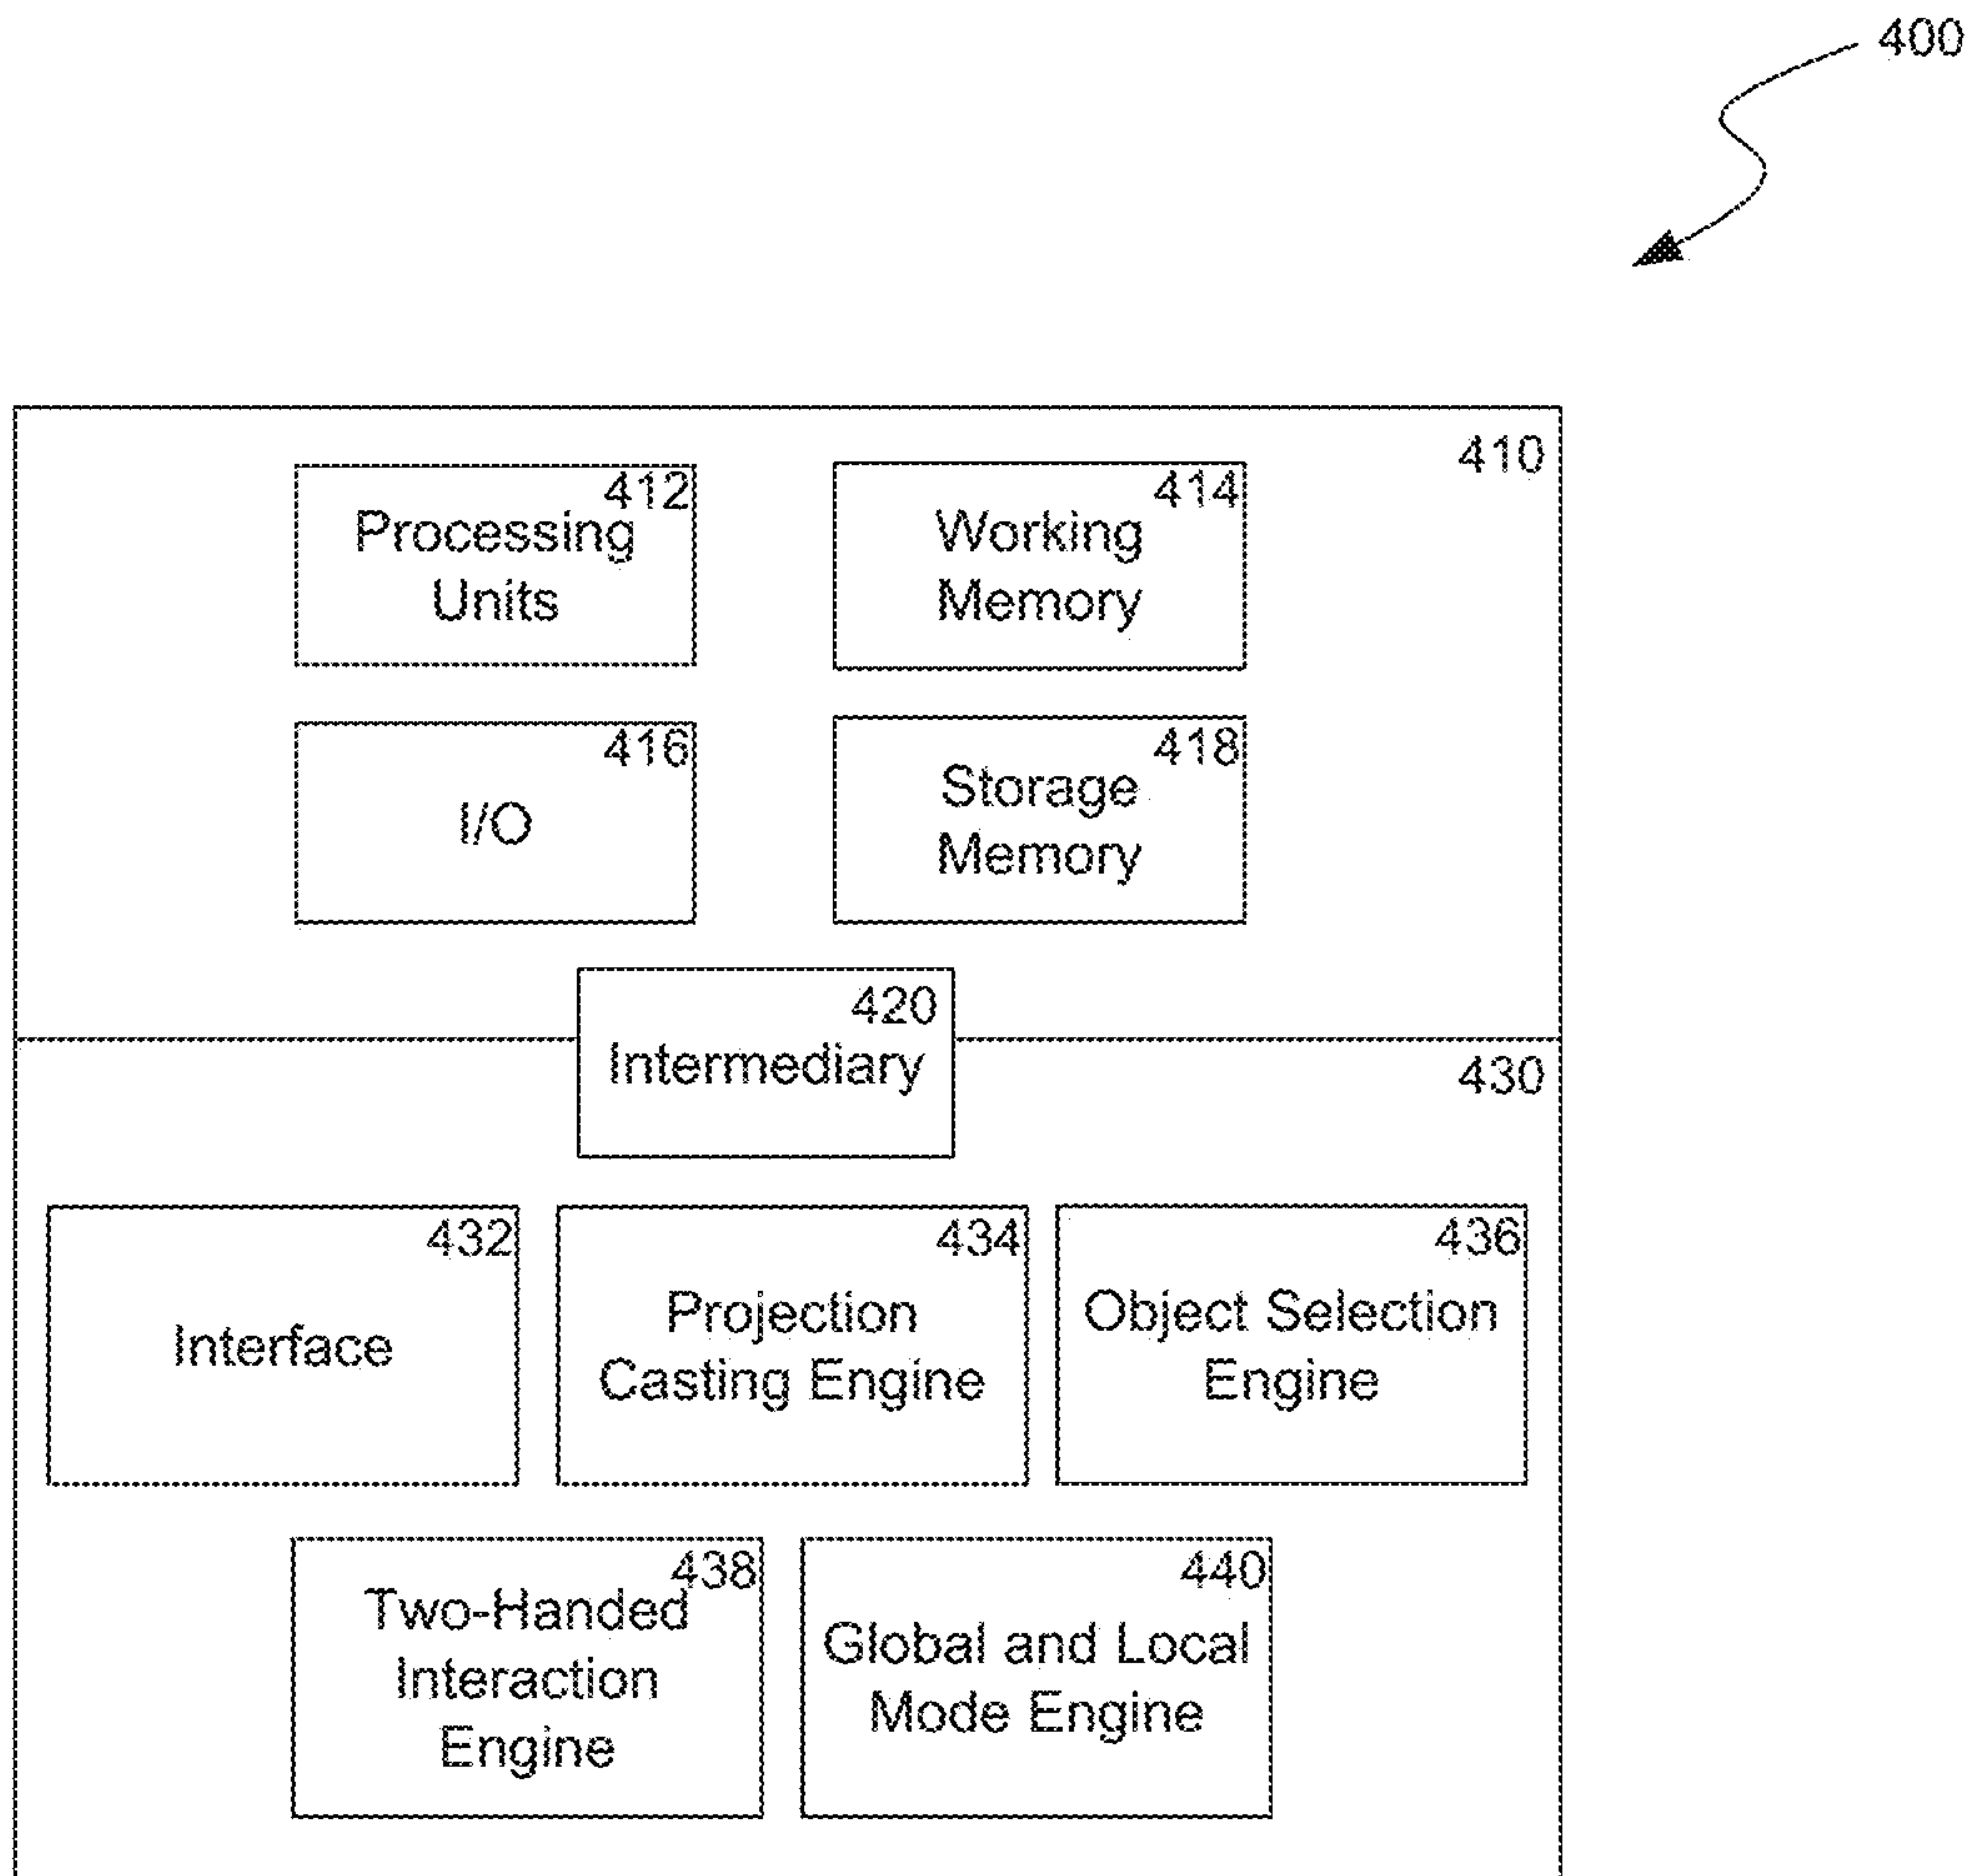 400
410
412
Processing
Units
414
Working
Memory
416
I/O
418
Storage
Memory
420
Intermediary
430
432
Interface
434
Projection
Casting Engine
436
Object Selection
Engine
438
Two-Handed
Interaction
Engine
440
Global and Local
Mode Engine